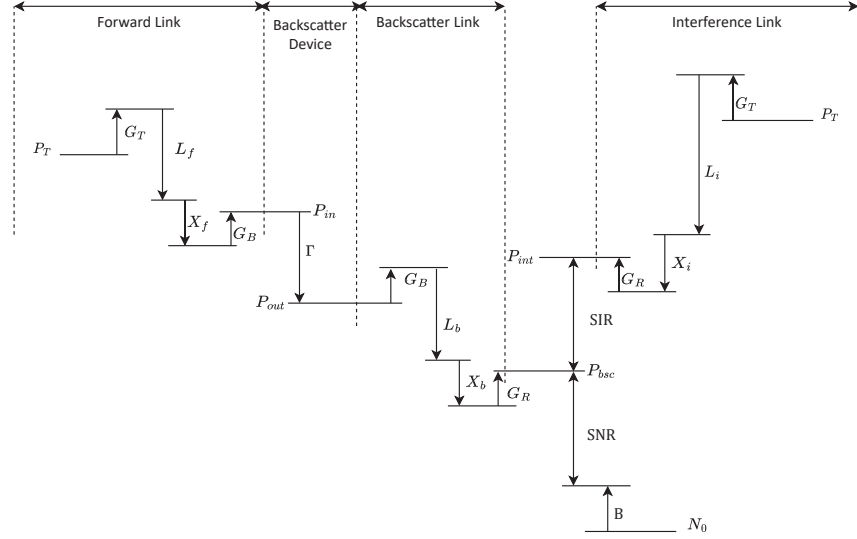 Forward Link
Backscatter Device
Backscatter Link
Interference Link
P_T
G_T
L_f
X_f
G_B
P_in
Γ
P_out
G_B
L_b
X_b
G_R
P_bsc
P_int
SIR
SNR
B
N_0
G_R
X_i
L_i
G_T
P_T